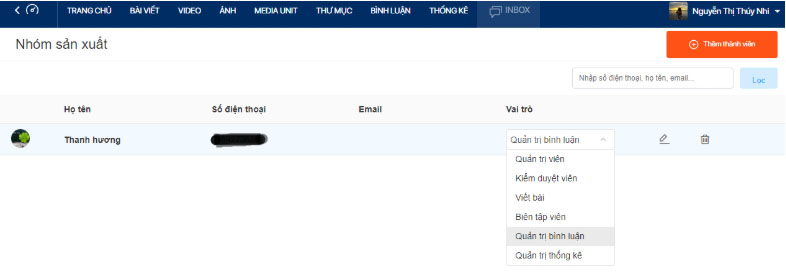 TRANG CHỦ BÀI VIẾT VIDEO ẢNH MEDIA UNIT THƯ MỤC BÌNH LUẬN THỐNG KÊ INBOX Nguyễn Thị Thúy Nhi
Nhóm sản xuất Thêm thành viên
Nhập số điện thoại, họ tên, email... Lọc
Họ tên Số điện thoại Email Vai trò
Thanh hương Quản trị bình luận
Quản trị viên
Kiểm duyệt viên
Viết bài
Biên tập viên
Quản trị bình luận
Quản trị thống kê